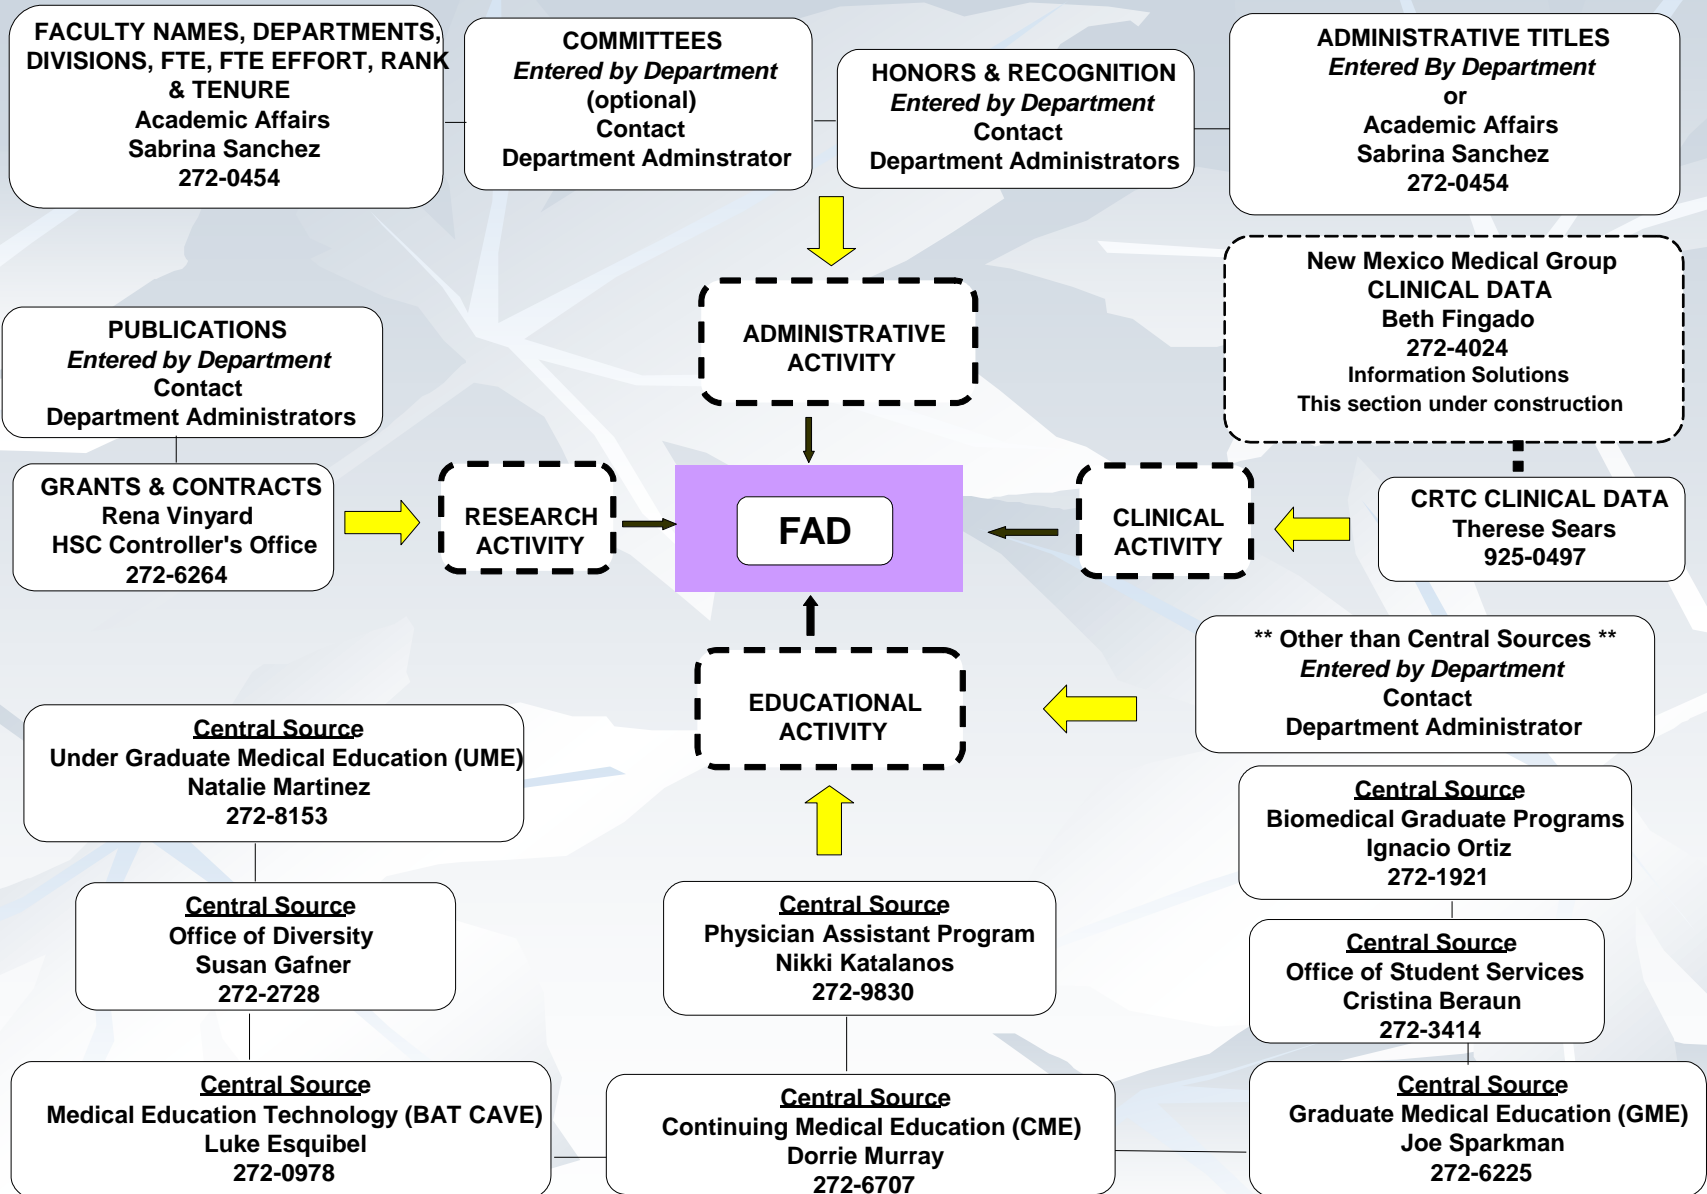 FACULTY NAMES, DEPARTMENTS,
DIVISIONS, FTE, FTE EFFORT, RANK
& TENURE
Academic Affairs
Sabrina Sanchez
272-0454
COMMITTEES
Entered by Department
(optional)
Contact
Department Adminstrator
HONORS & RECOGNITION
Entered by Department
Contact
Department Administrators
ADMINISTRATIVE TITLES
Entered By Department
or
Academic Affairs
Sabrina Sanchez
272-0454
New Mexico Medical Group
CLINICAL DATA
Beth Fingado
272-4024
Information Solutions
This section under construction
PUBLICATIONS
Entered by Department
Contact
Department Administrators
ADMINISTRATIVE
ACTIVITY
GRANTS & CONTRACTS
Rena Vinyard
HSC Controller's Office
272-6264
RESEARCH
ACTIVITY
FAD
CLINICAL
ACTIVITY
CRTC CLINICAL DATA
Therese Sears
925-0497
** Other than Central Sources **
Entered by Department
Contact
Department Administrator
EDUCATIONAL
ACTIVITY
Central Source
Under Graduate Medical Education (UME)
Natalie Martinez
272-8153
Central Source
Biomedical Graduate Programs
Ignacio Ortiz
272-1921
Central Source
Office of Diversity
Susan Gafner
272-2728
Central Source
Physician Assistant Program
Nikki Katalanos
272-9830
Central Source
Office of Student Services
Cristina Beraun
272-3414
Central Source
Medical Education Technology (BAT CAVE)
Luke Esquibel
272-0978
Central Source
Continuing Medical Education (CME)
Dorrie Murray
272-6707
Central Source
Graduate Medical Education (GME)
Joe Sparkman
272-6225